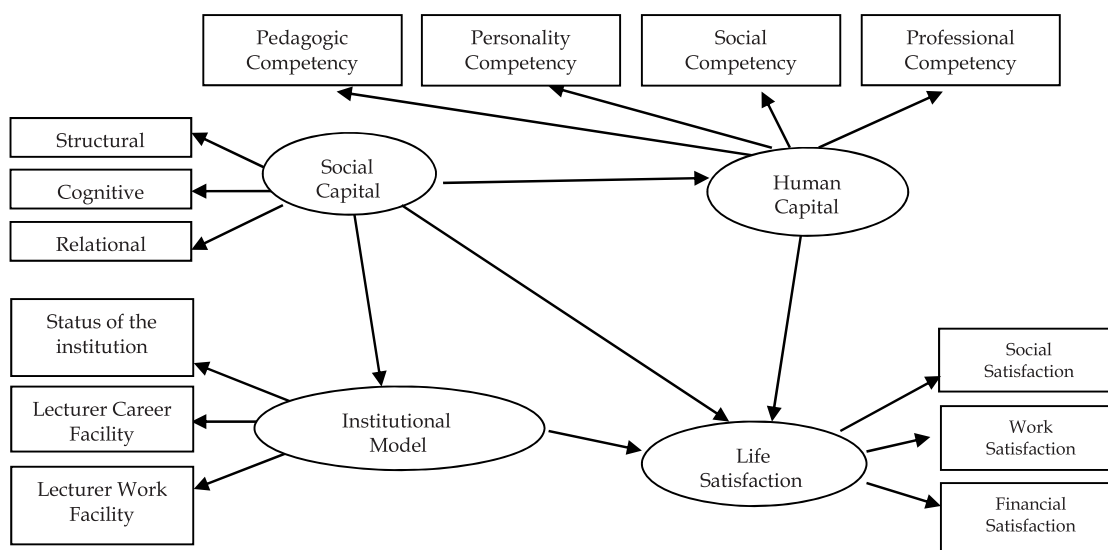 Pedagogic
Competency
Personality
Competency
Social
Competency
Professional
Competency
Structural
Cognitive
Relational
Social
Capital
Human
Capital
Status of the
institution
Lecturer Career
Facility
Lecturer Work
Facility
Institutional
Model
Life
Satisfaction
Social
Satisfaction
Work
Satisfaction
Financial
Satisfaction